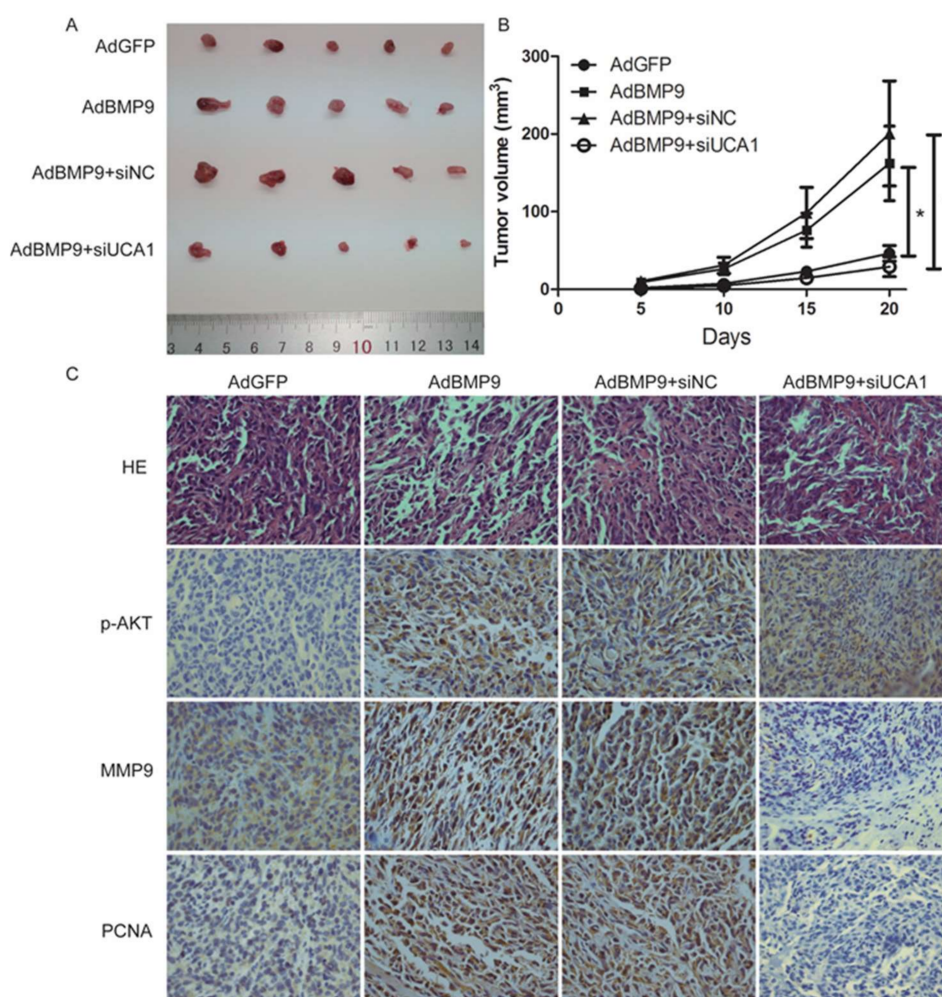 A
AdGFP
AdBMP9
AdBMP9+siNC
AdBMP9+siUCA1
3 4 5 6 7 8 9 10 11 12 13 14
B
Tumor volume (mm³)
300
200
100
0
0 5 10 15 20
Days
AdGFP
AdBMP9
AdBMP9+siNC
AdBMP9+siUCA1
*
C
AdGFP AdBMP9 AdBMP9+siNC AdBMP9+siUCA1
HE
p-AKT
MMP9
PCNA